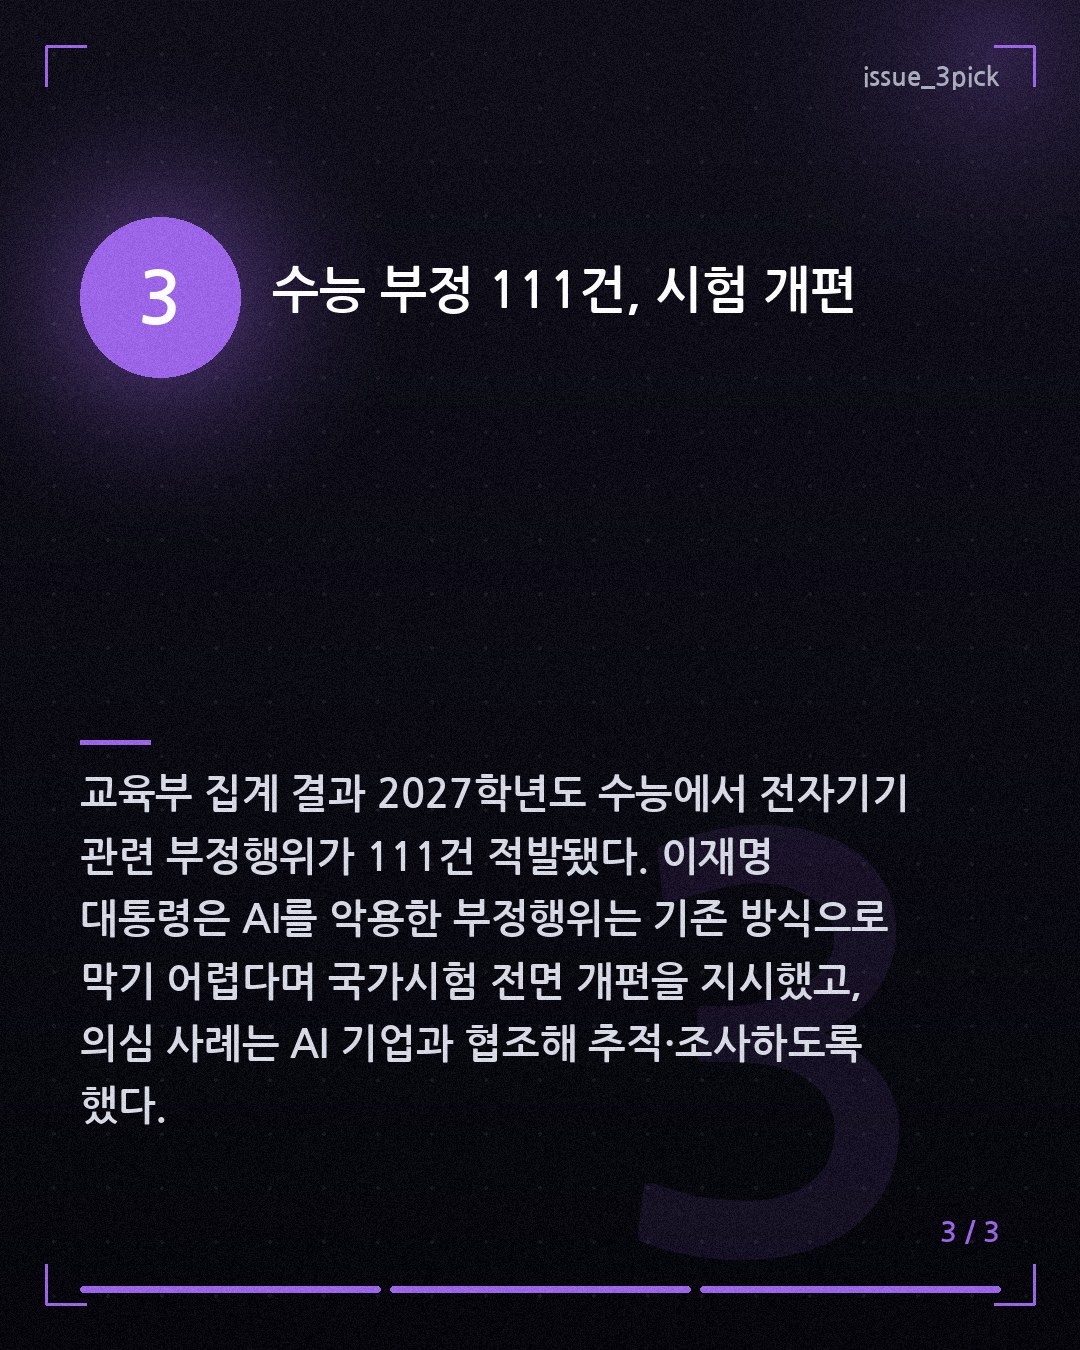 issue_3pick
3
수능 부정 111건, 시험 개편
교육부 집계 결과 2027학년도 수능에서 전자기기
관련 부정행위가 111건 적발됐다. 이재명
대통령은 AI를 악용한 부정행위는 기존 방식으로
막기 어렵다며 국가시험 전면 개편을 지시했고,
의심 사례는 AI 기업과 협조해 추적·조사하도록
했다.
3
3 / 3